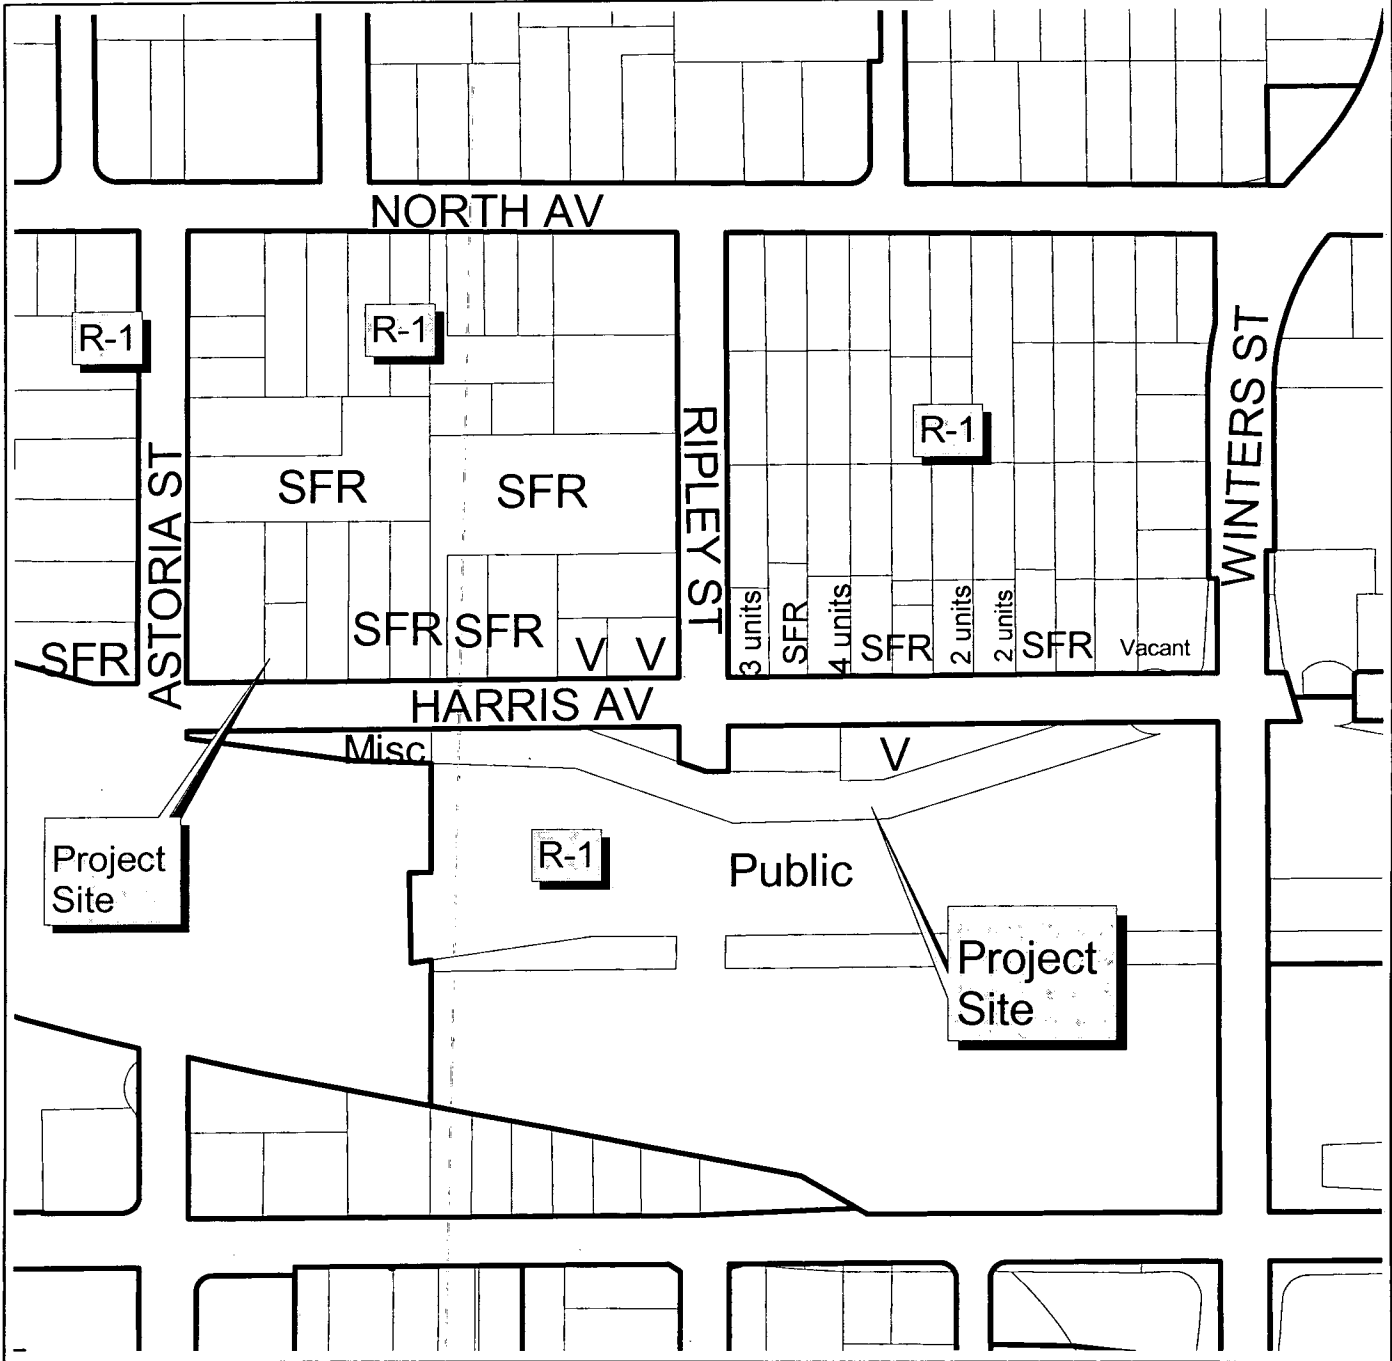 NORTH AV
R-1
R-1
R-1
WINTERS ST
RIPLEY ST
ASTORIA ST
SFR
SFR
SFR
SFR
SFR
V
V
3 units
SFR
4 units
SFR
2 units
2 units
SFR
Vacant
HARRIS AV
Misc
V
Project
Site
R-1
Public
Project
Site